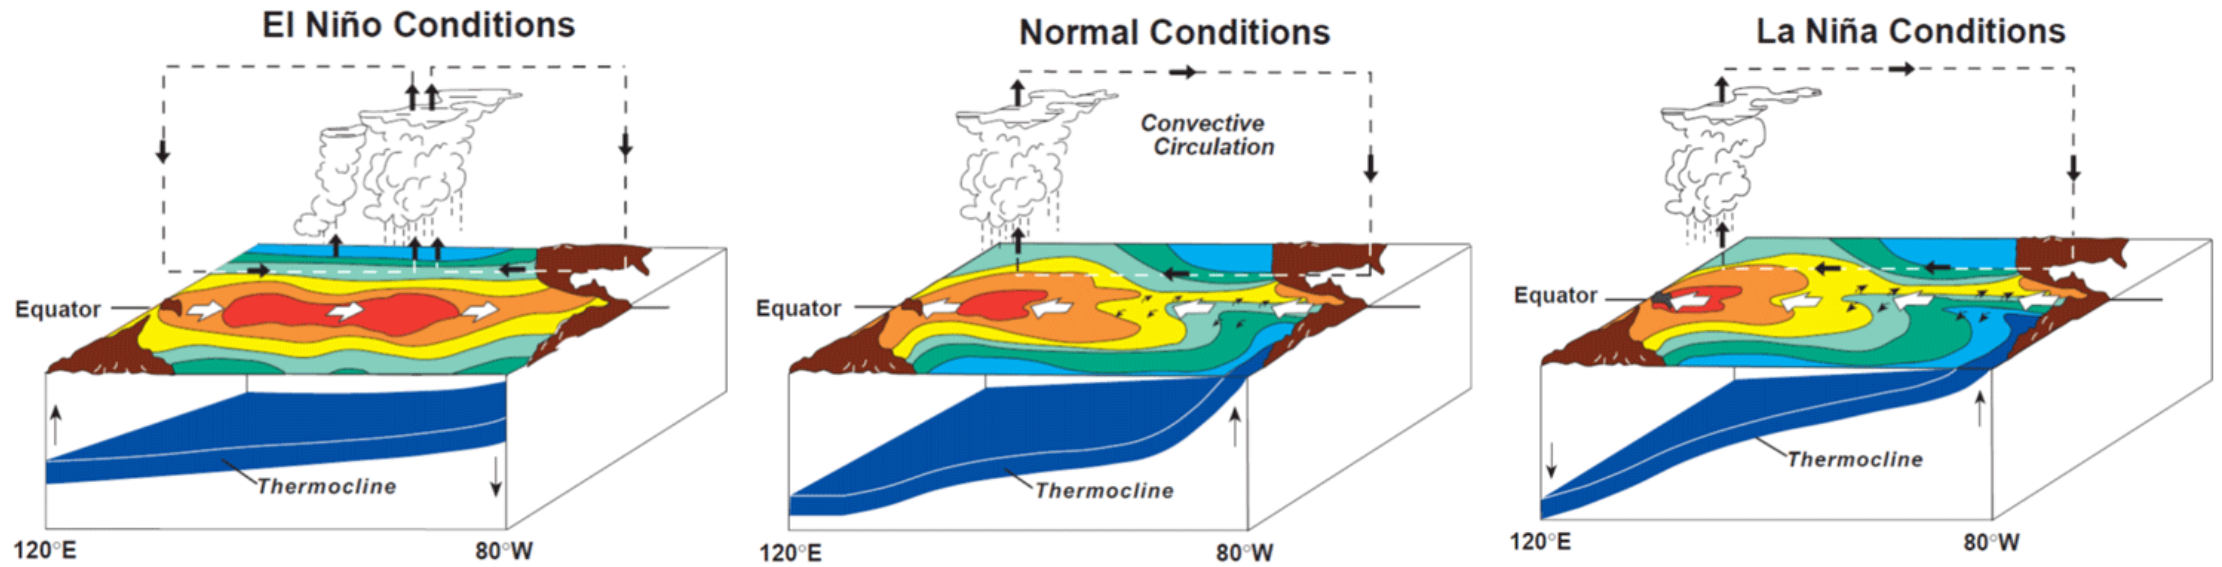 El Niño Conditions
Equator
Thermocline
120°E
80°W
Normal Conditions
Convective
Circulation
Equator
Thermocline
120°E
80°W
La Niña Conditions
Equator
Thermocline
120°E
80°W